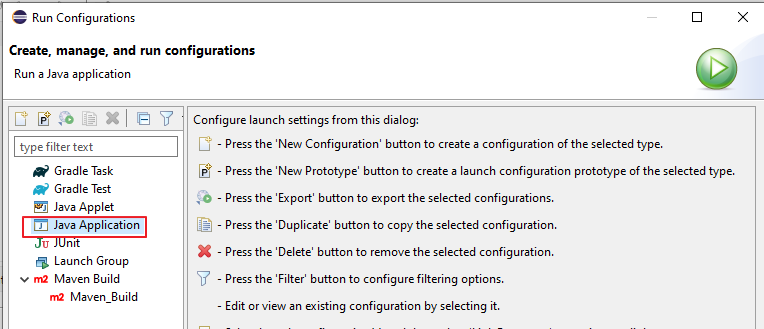 Run Configurations
Create, manage, and run configurations
Run a Java application
type filter text
Gradle Task
Gradle Test
Java Applet
Java Application
JUnit
Launch Group
m2 Maven Build
m2 Maven_Build
Configure launch settings from this dialog:
- Press the 'New Configuration' button to create a configuration of the selected type.
- Press the 'New Prototype' button to create a launch configuration prototype of the selected type.
- Press the 'Export' button to export the selected configurations.
- Press the 'Duplicate' button to copy the selected configuration.
- Press the 'Delete' button to remove the selected configuration.
- Press the 'Filter' button to configure filtering options.
- Edit or view an existing configuration by selecting it.